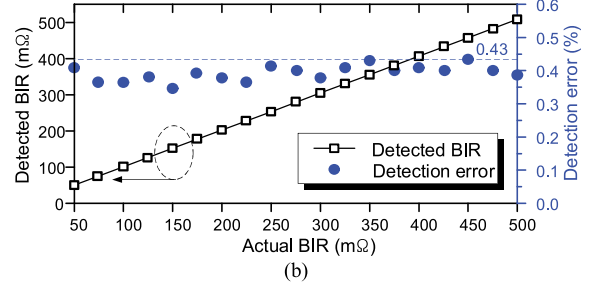 500
400
300
200
100
0
Detected BIR (mΩ)
0.6
0.5
0.4
0.3
0.2
0.1
0.0
Detection error (%)
0.43
Detected BIR
Detection error
50 100 150 200 250 300 350 400 450 500
Actual BIR (mΩ)
(b)